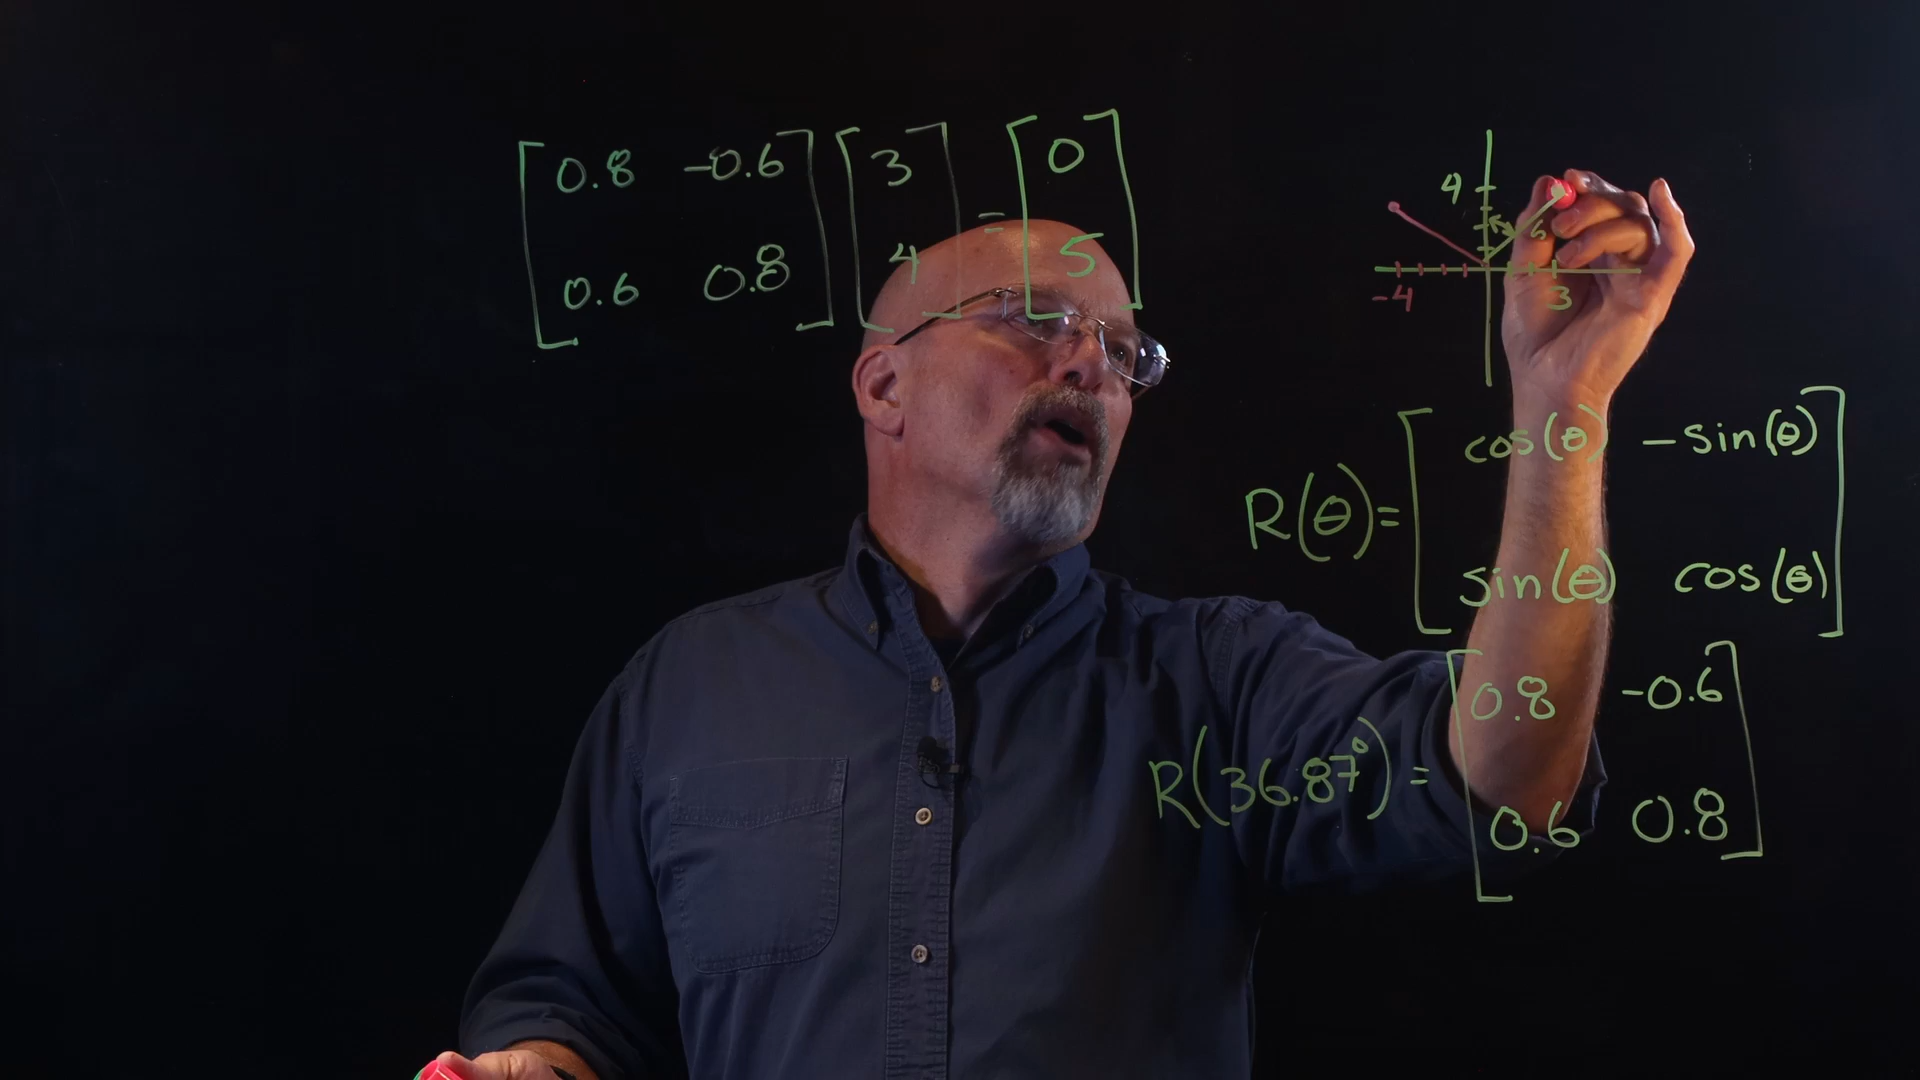 0.8 -0.6 3 = 0
0.6 0.8 4 5
4
-4 3
R(θ) = cos(θ) -sin(θ)
sin(θ) cos(θ)
R(36.87°) = 0.8 -0.6
0.6 0.8